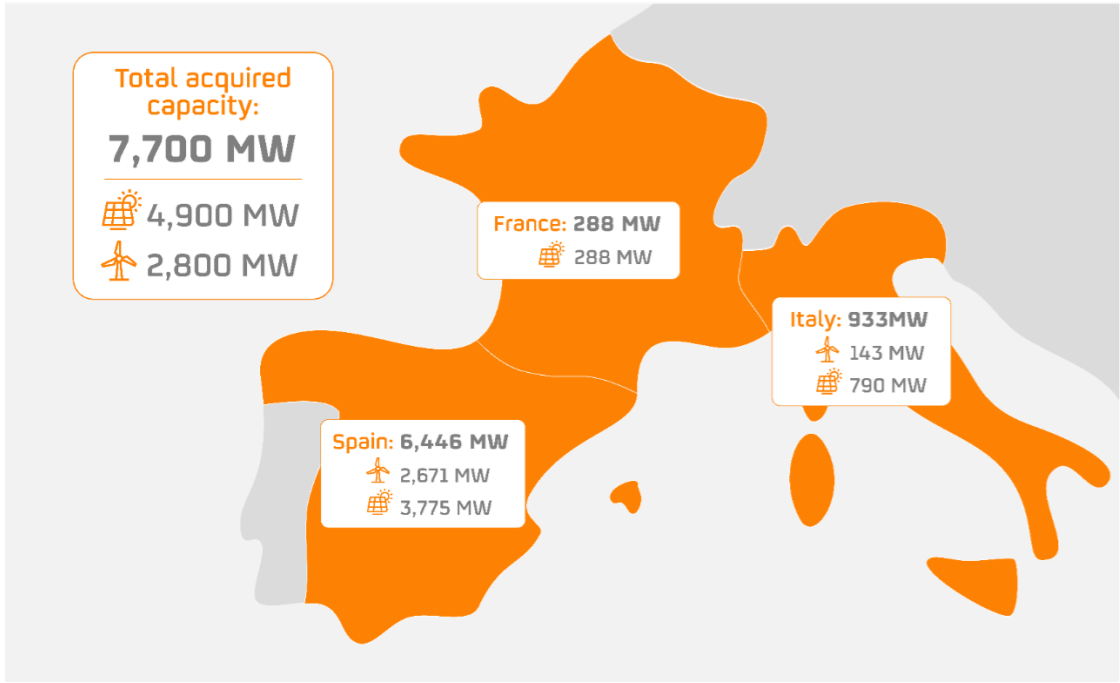 Total acquired
capacity:
7,700 MW
4,900 MW
2,800 MW
France: 288 MW
288 MW
Italy: 933MW
143 MW
790 MW
Spain: 6,446 MW
2,671 MW
3,775 MW